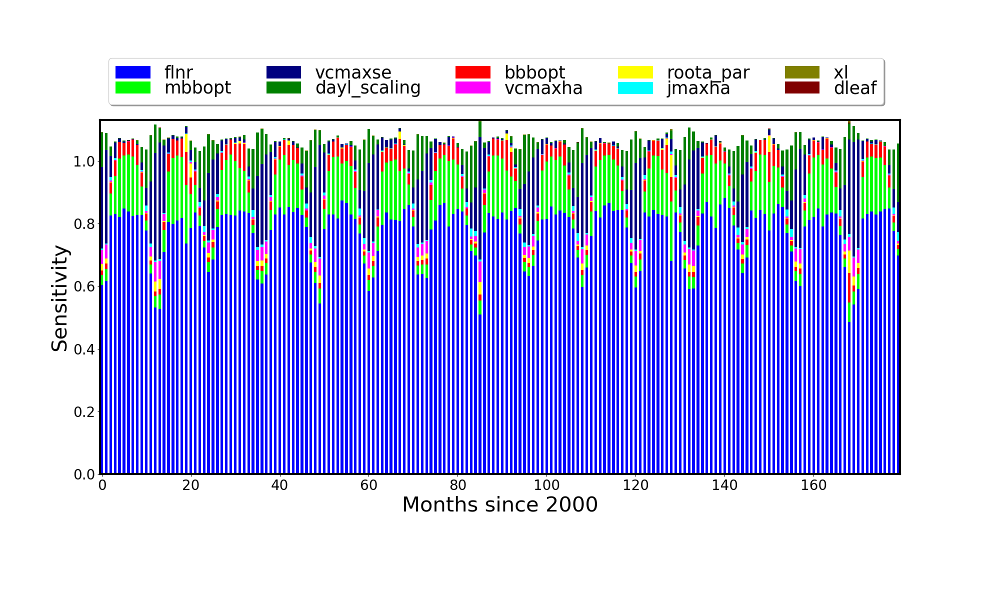 flnr vcmaxse bbbopt roota_par xl
mbbopt dayl_scaling vcmaxha jmaxha dleaf
1.0
0.8
0.6
0.4
0.2
0.0
Sensitivity
0 20 40 60 80 100 120 140 160
Months since 2000